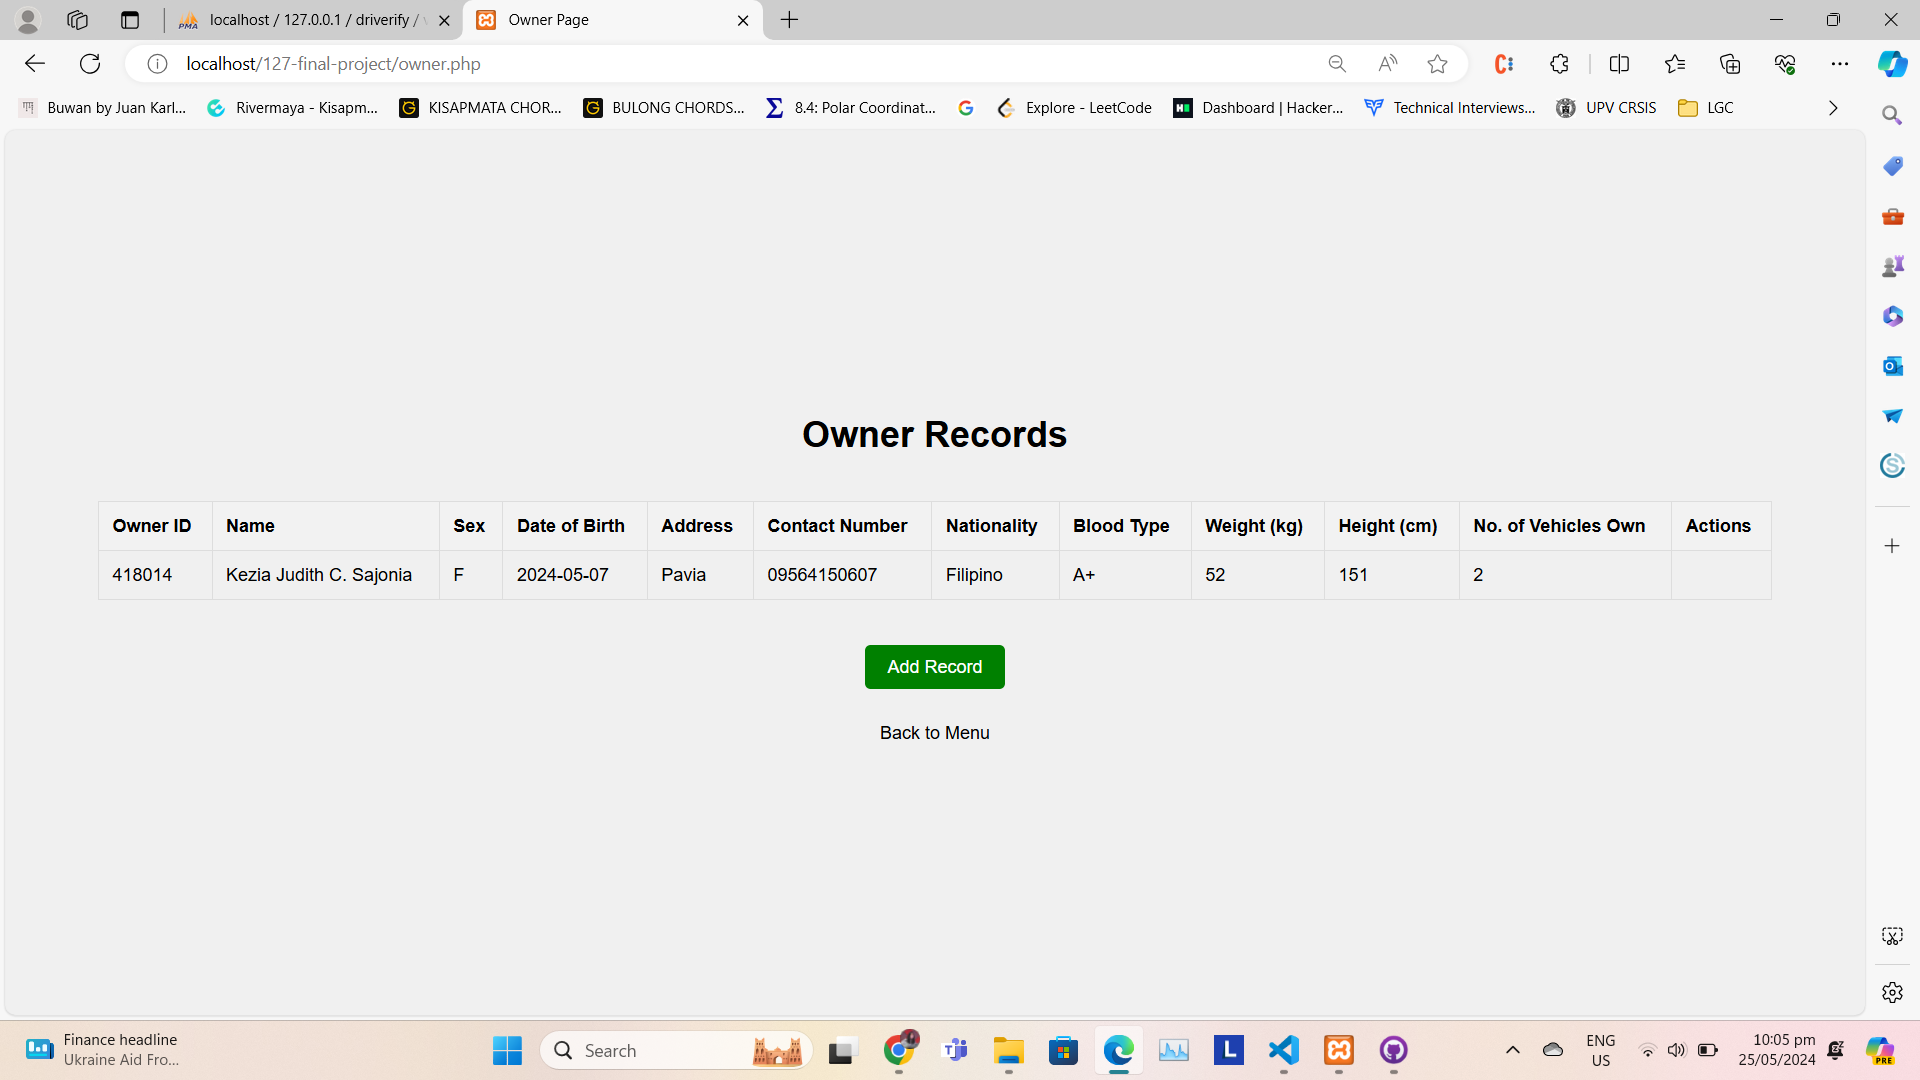 localhost / 127.0.0.1 / driverify /
Owner Page
localhost/127-final-project/owner.php
Buwan by Juan Karl...
Rivermaya - Kisapm...
KISAPMATA CHOR...
BULONG CHORDS...
8.4: Polar Coordinat...
Explore - LeetCode
Dashboard | Hacker...
Technical Interviews...
UPV CRSIS
LGC
Owner Records
Owner ID Name Sex Date of Birth Address Contact Number Nationality Blood Type Weight (kg) Height (cm) No. of Vehicles Own Actions
418014 Kezia Judith C. Sajonia F 2024-05-07 Pavia 09564150607 Filipino A+ 52 151 2
Add Record
Back to Menu
Finance headline
Ukraine Aid Fro...
Search
ENG
US
10:05 pm
25/05/2024
PRE